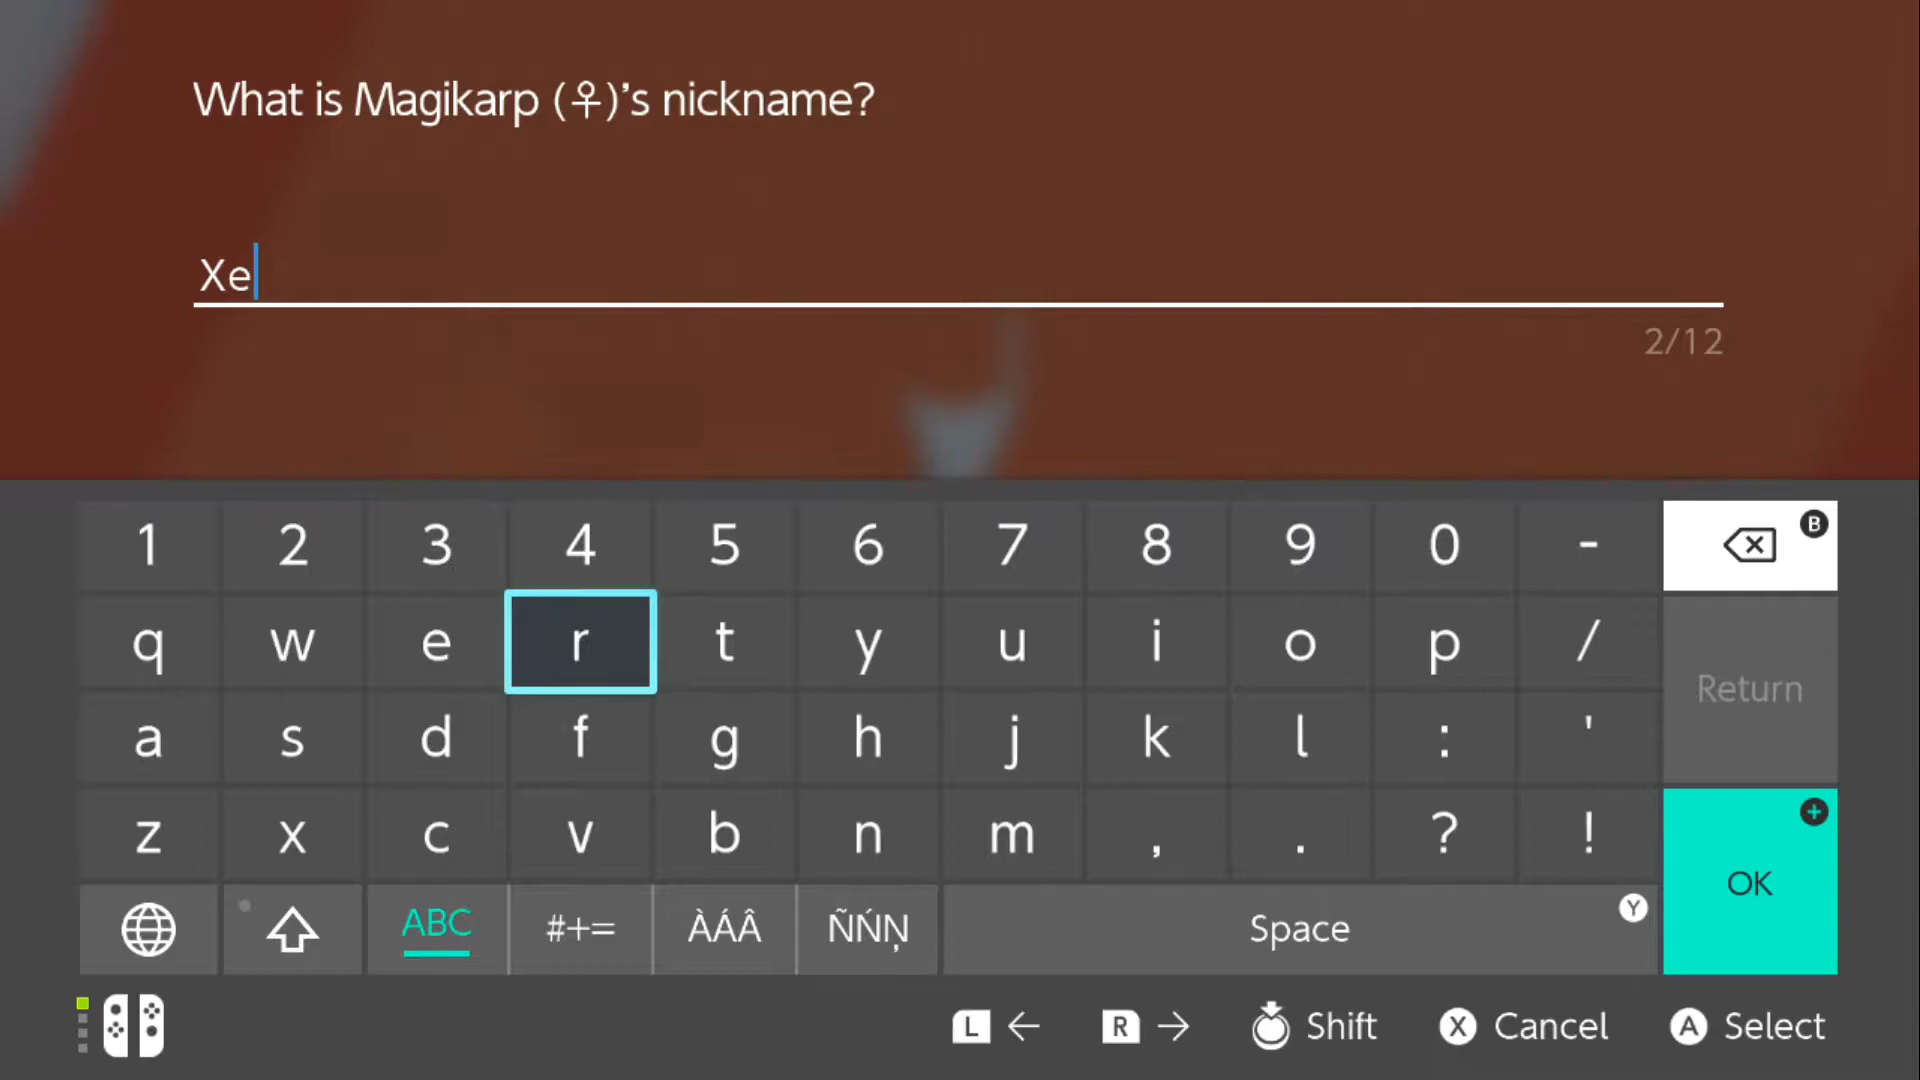 What is Magikarp (♀)'s nickname?
Xe
2/12
1 2 3 4 5 6 7 8 9 0 - B
q w e r t y u i o p / Return
a s d f g h j k l : '
z x c v b n m , . ? ! + OK
ABC #+= ÀÁÂ ÑŃŅ Space Y
L ← R → Shift X Cancel A Select